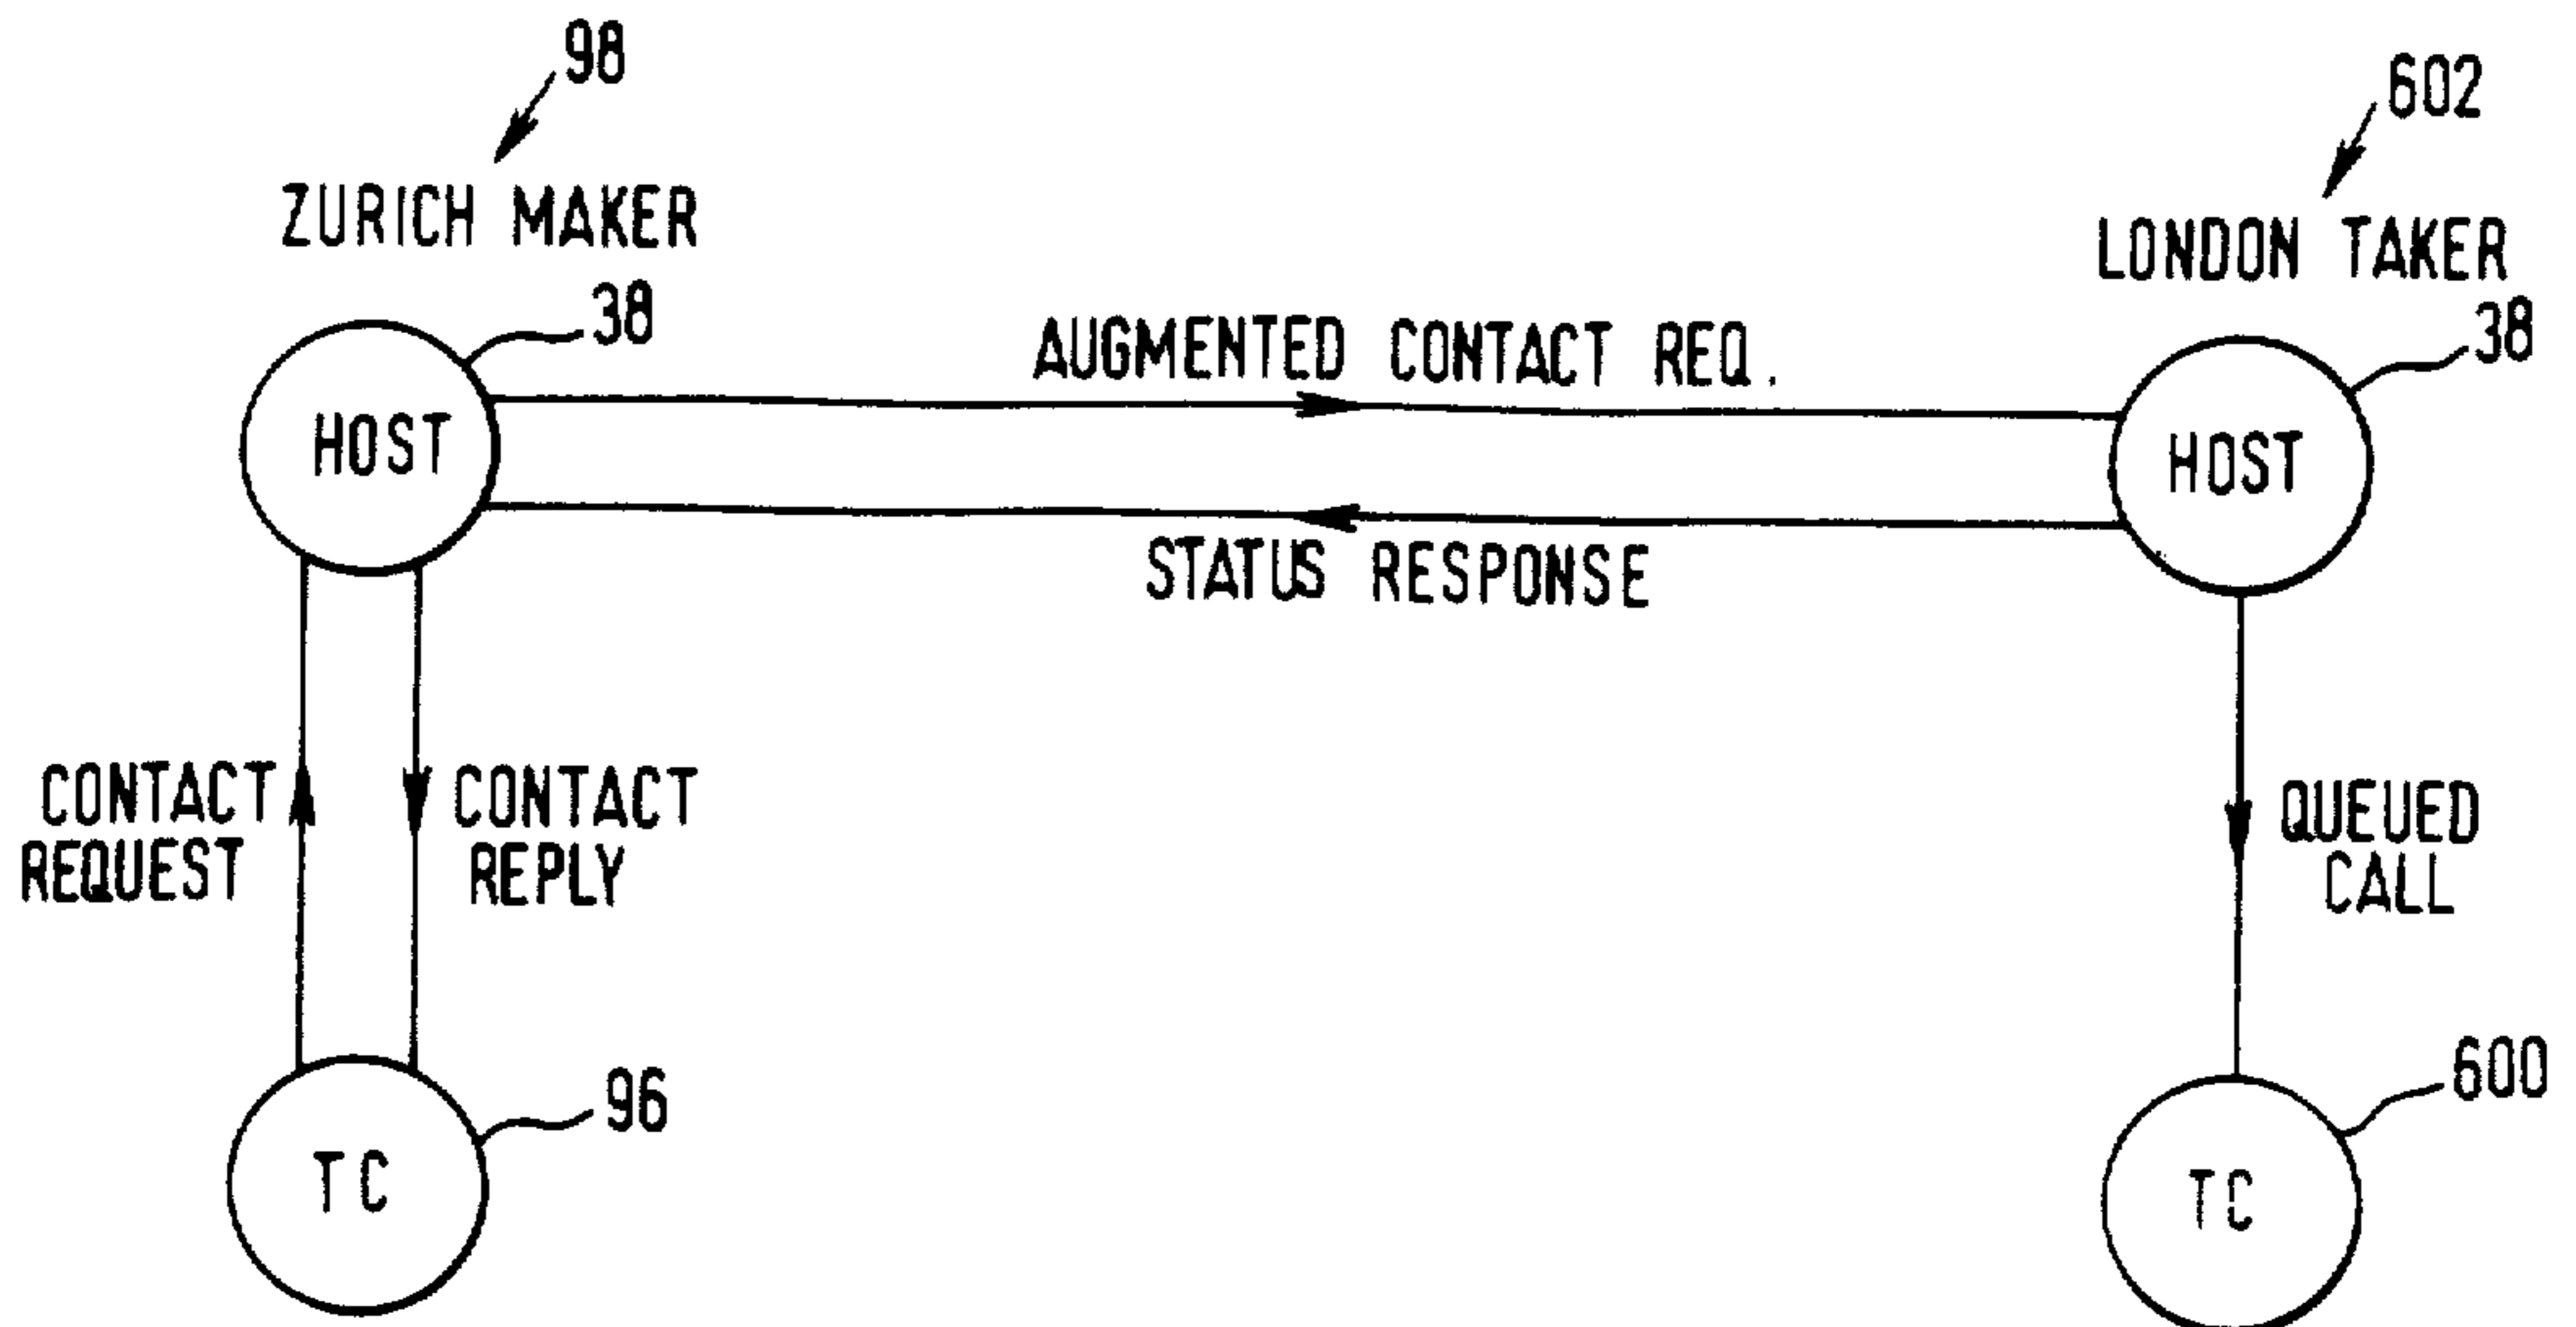 98
602
ZURICH MAKER
LONDON TAKER
38
38
AUGMENTED CONTACT REQ.
HOST
HOST
STATUS RESPONSE
CONTACT
REQUEST
CONTACT
REPLY
QUEUED
CALL
96
600
TC
TC